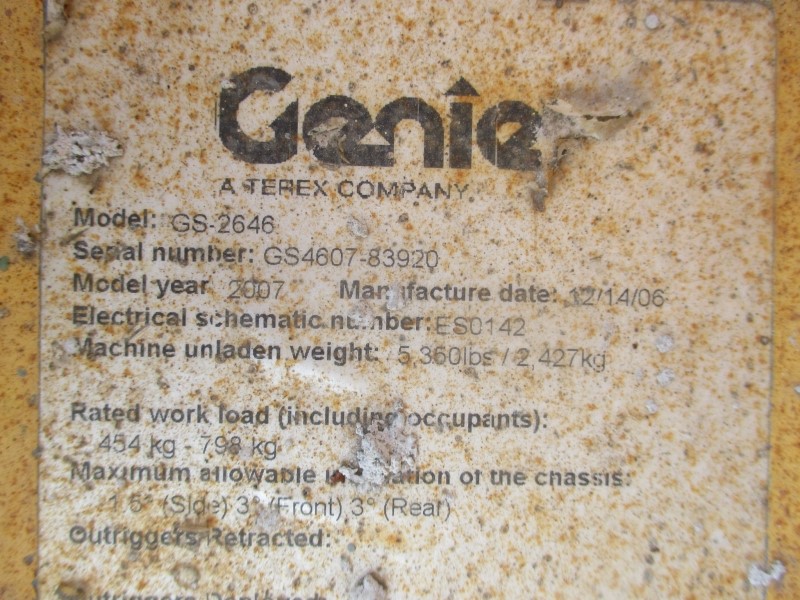 Genie
A TEREX COMPANY
Model: GS-2646
Serial number: GS4607-83920
Model year 2007 Manufacture date: 12/14/06
Electrical schematic number: ES0142
Machine unladen weight: 5,360lbs / 2,427kg
Rated work load (including occupants):
454 kg - 798 kg
Maximum allowable inclination of the chassis:
1.5° (Side) 3° (Front) 3° (Rear)
Outriggers Retracted: